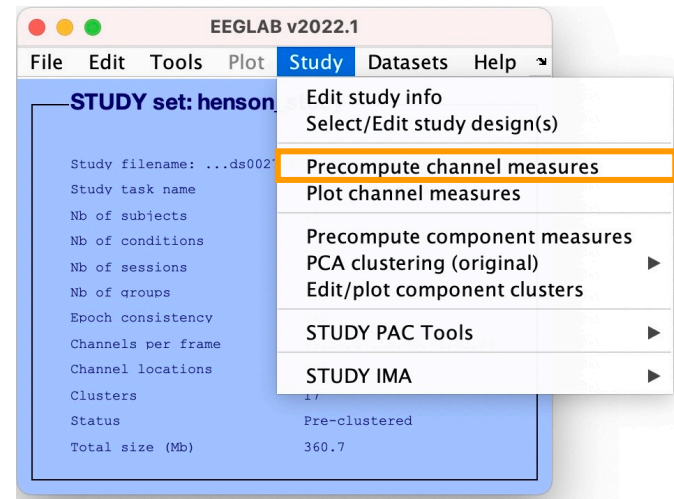 EEGLAB v2022.1
File Edit Tools Plot Study Datasets Help
STUDY set: henson_s
Edit study info
Select/Edit study design(s)
Study filename: ...ds0027
Precompute channel measures
Study task name
Plot channel measures
Nb of subjects
Nb of conditions
Precompute component measures
Nb of sessions
PCA clustering (original)
Nb of groups
Edit/plot component clusters
Epoch consistency
STUDY PAC Tools
Channels per frame
Channel locations
STUDY IMA
Clusters 17
Status Pre-clustered
Total size (Mb) 360.7